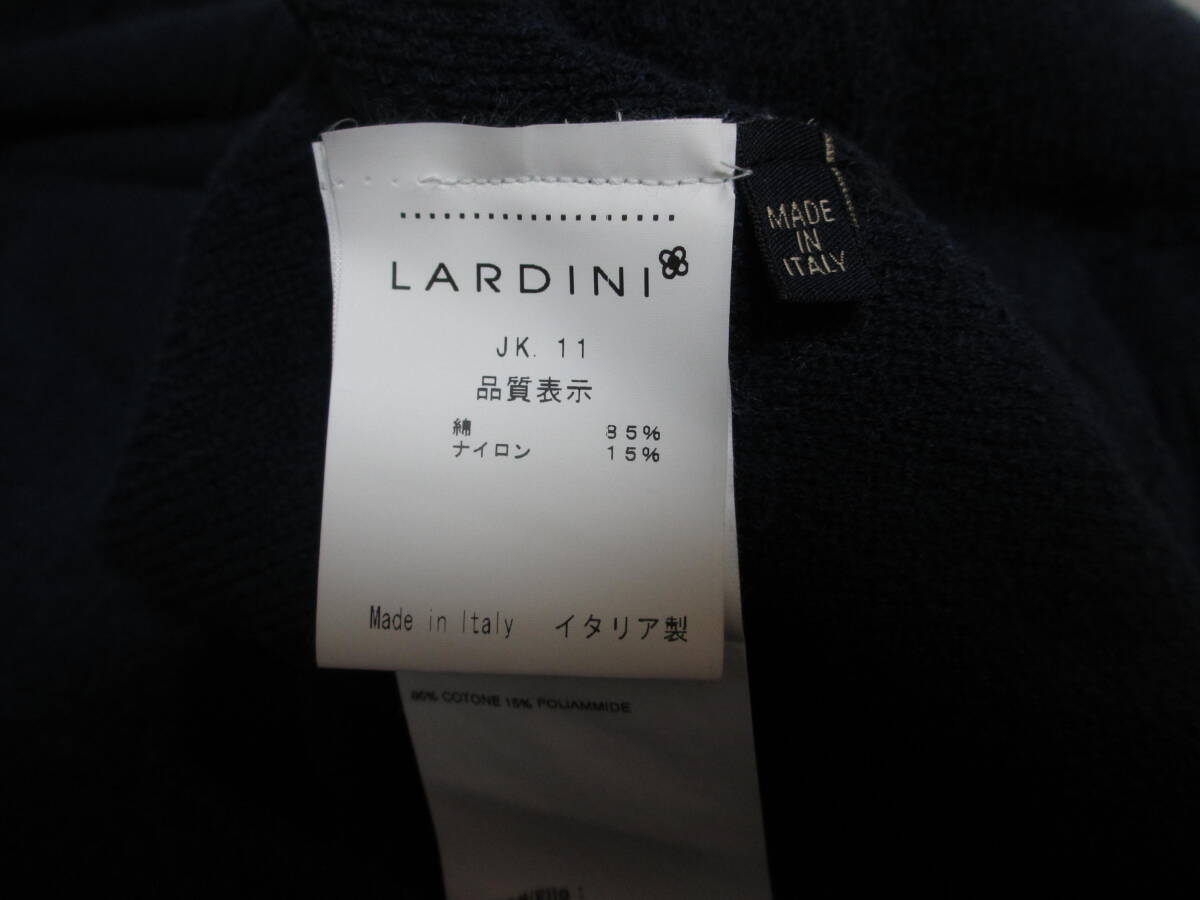 LARDINI
JK. 11
品質表示
綿 85%
ナイロン 15%
Made in Italy イタリア製
MADE
IN
ITALY
85% COTONE 15% POLIAMMIDE